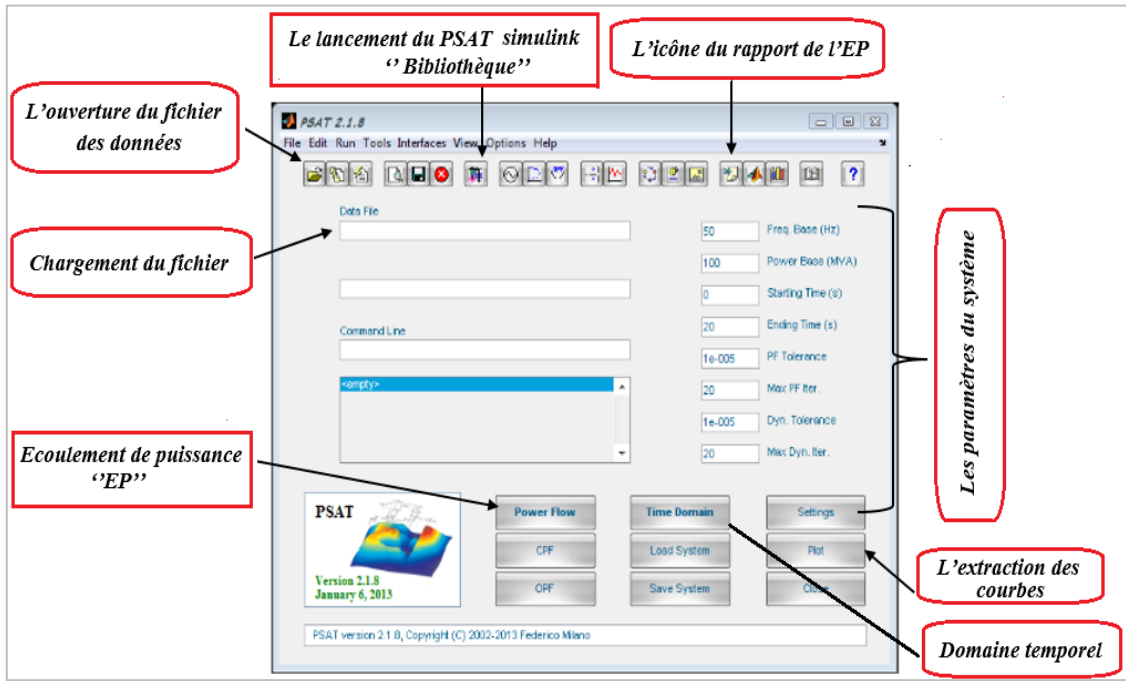 Le lancement du PSAT simulink
‘’ Bibliothèque’’
L’icône du rapport de l’EP
L’ouverture du fichier
des données
PSAT 2.1.8
File Edit Run Tools Interfaces View Options Help
?
Data File
50 Freq. Base (Hz)
Chargement du fichier
100 Power Base (MVA)
0 Starting Time (s)
Command Line
20 Ending Time (s)
1e-005 PF Tolerance
<empty>
20 Max PF Iter.
1e-005 Dyn. Tolerance
20 Max Dyn. Iter.
Les paramètres du système
Ecoulement de puissance
‘’EP’’
PSAT
Version 2.1.8
January 6, 2013
Power Flow
Time Domain
Settings
CPF
Load System
Plot
OPF
Save System
Close
L’extraction des
courbes
Domaine temporel
PSAT version 2.1.8, Copyright (C) 2002-2013 Federico Milano